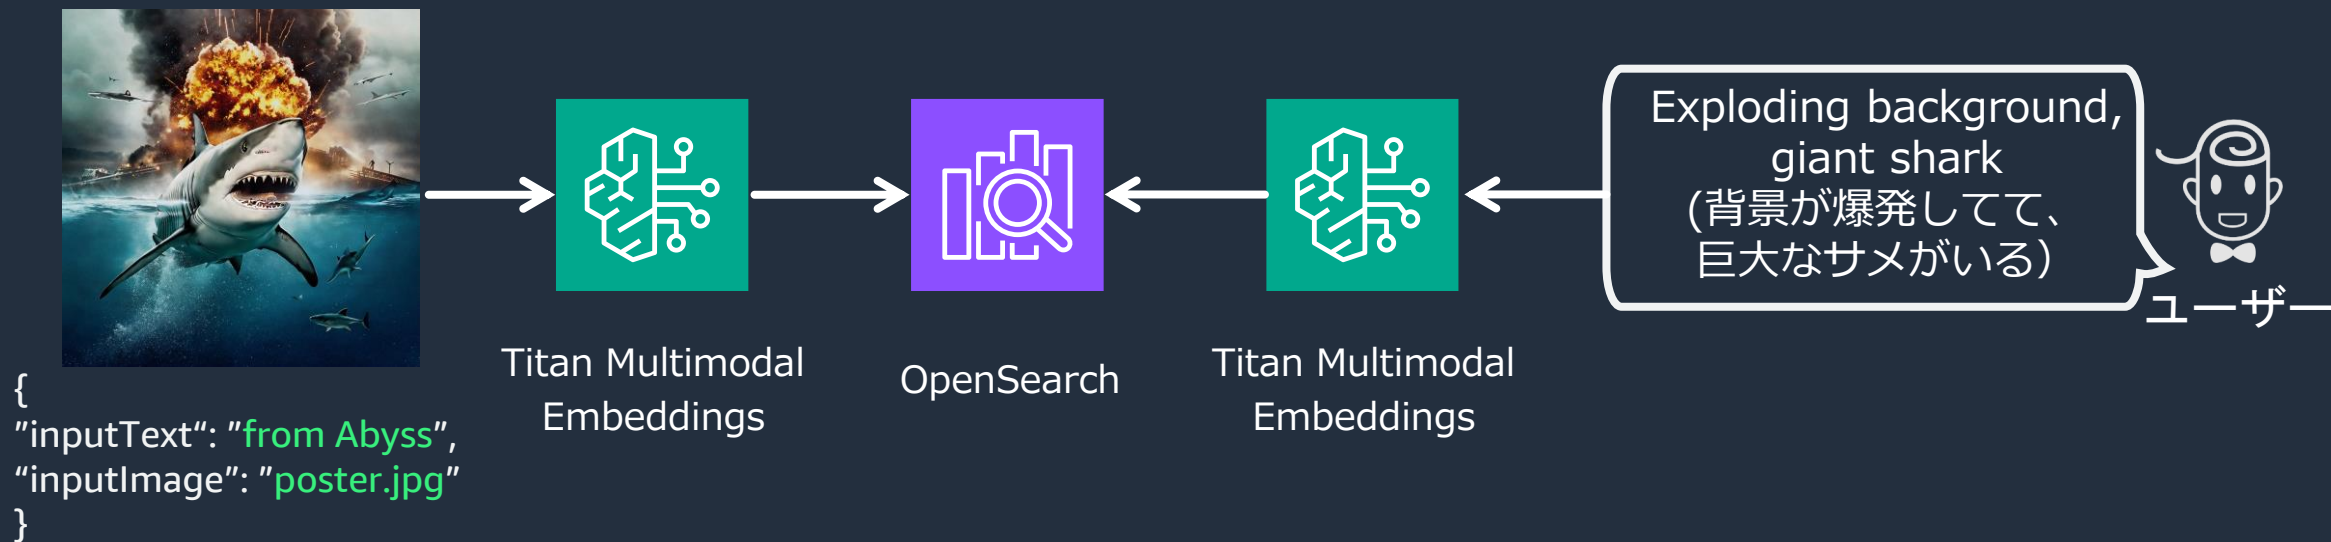 {
”inputText“: ”from Abyss”,
“inputImage”: ”poster.jpg”
}
Titan Multimodal
Embeddings
OpenSearch
Titan Multimodal
Embeddings
Exploding background,
giant shark
(背景が爆発してて、
巨大なサメがいる）
ユーザー